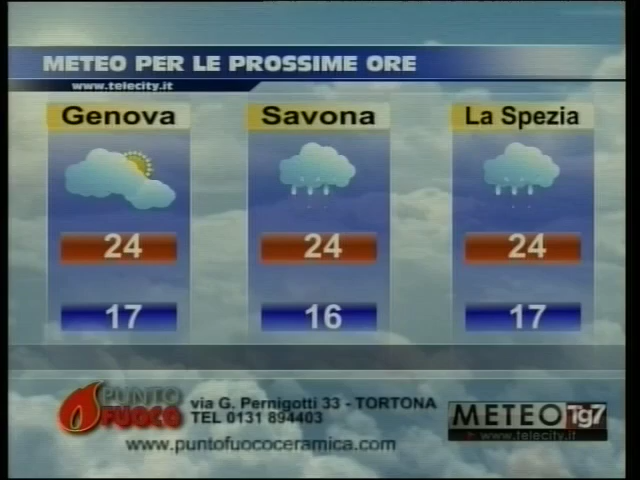 METEO PER LE PROSSIME ORE
www.telecity.it
Genova Savona La Spezia
24 24 24
17 16 17
PUNTO FUOCO
via G. Pernigotti 33 - TORTONA
TEL 0131 894403
www.puntofuococeramica.com
METEO Tg7
www.telecity.it